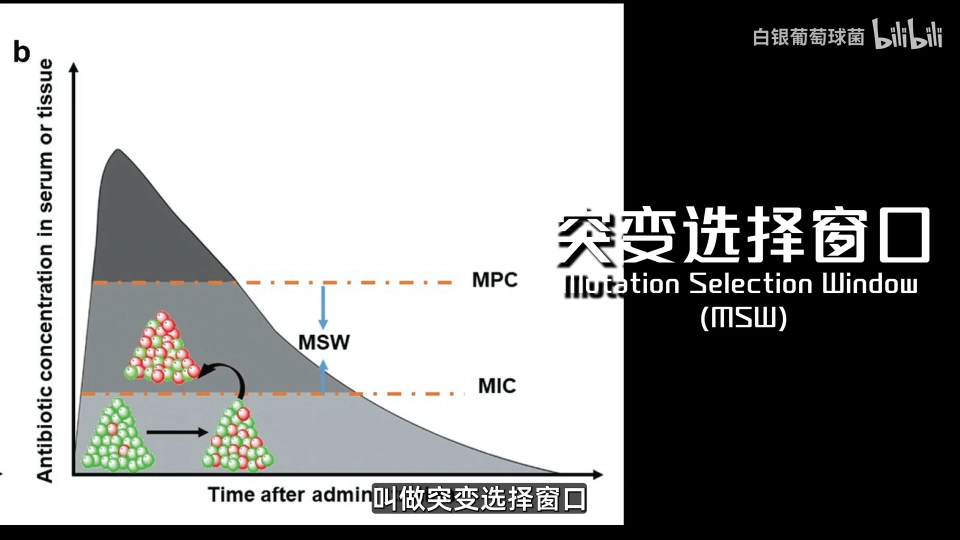 b
白银葡萄球菌 bilibili
Antibiotic concentration in serum or tissue
MPC
MSW
MIC
突变选择窗口
Mutation Selection Window
(MSW)
Time after
叫做突变选择窗口